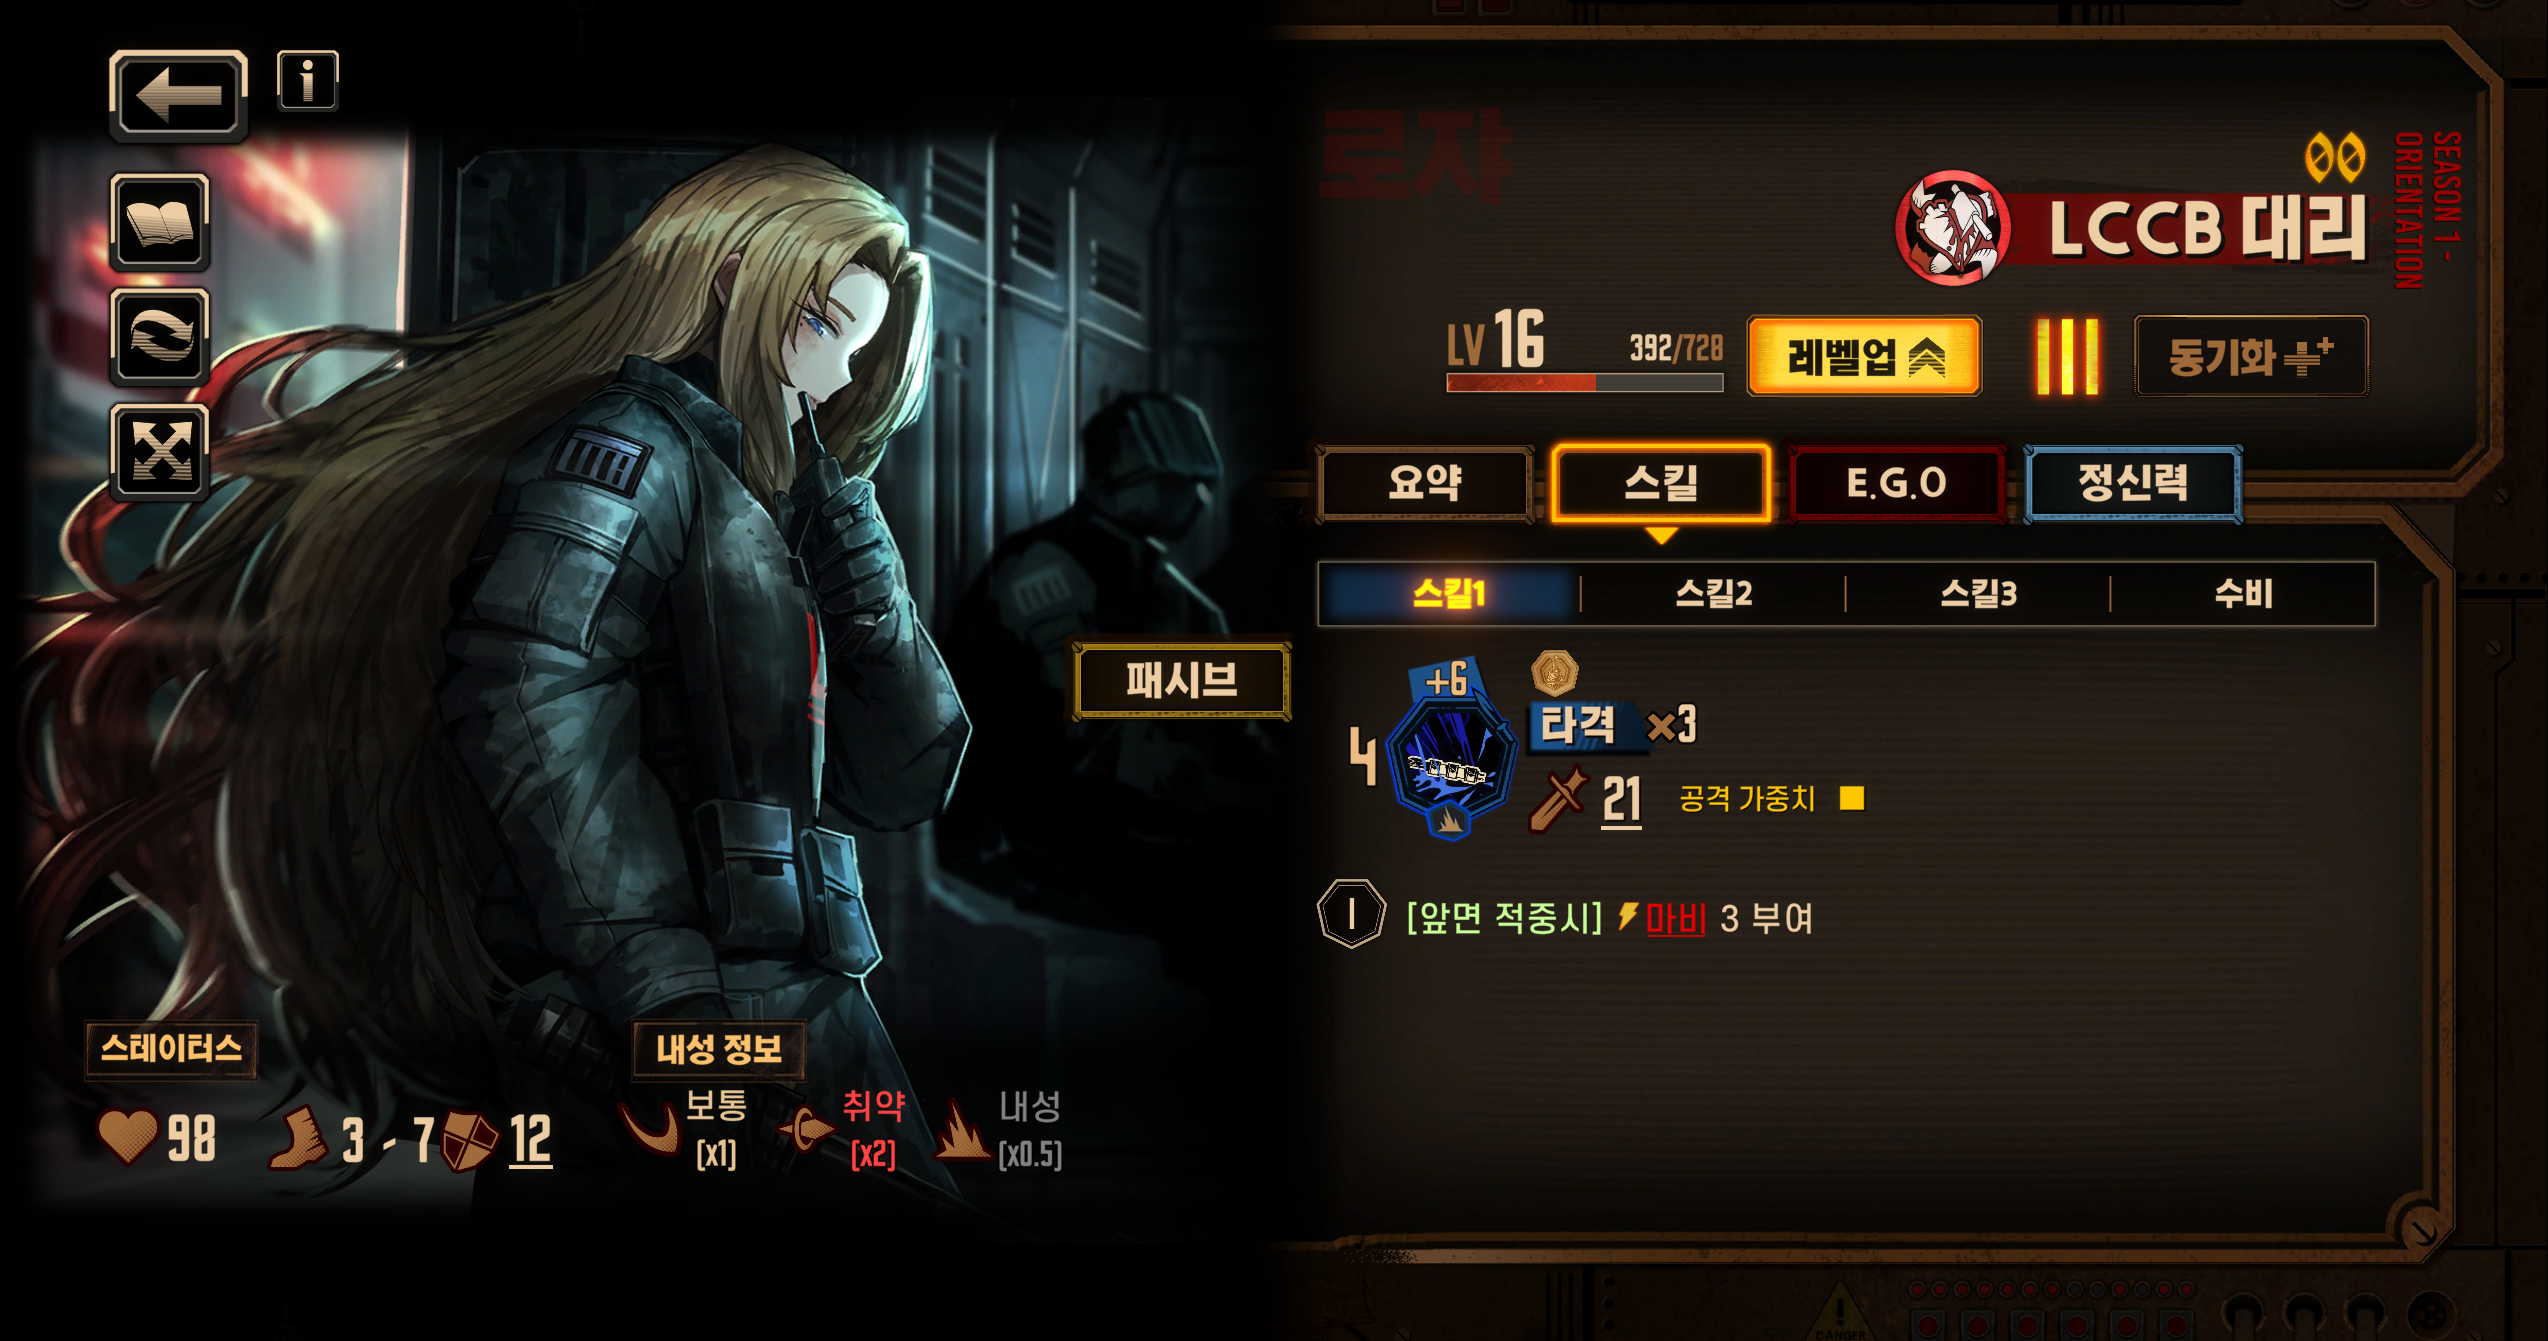 로쟈
LCCB 대리
SEASON 1 -
ORIENTATION
LV 16
392/728
레벨업
동기화
요약
스킬
E.G.O
정신력
스킬1
스킬2
스킬3
수비
패시브
+6
4
타격 ×3
21
공격 가중치
I
[앞면 적중시] 마비 3 부여
스테이터스
98
3 - 7
12
내성 정보
보통
[x1]
취약
[x2]
내성
[x0.5]
DANGER